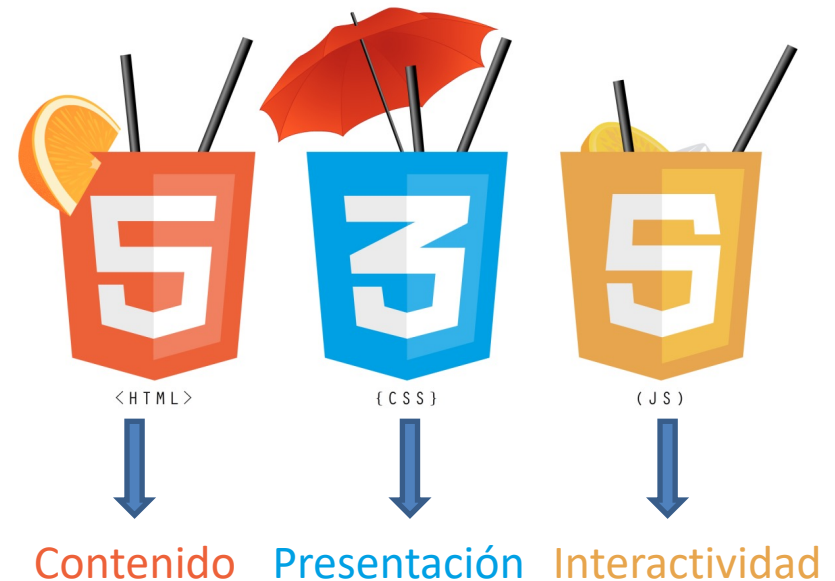 5 3 5
<HTML> {CSS} (JS)
Contenido Presentación Interactividad